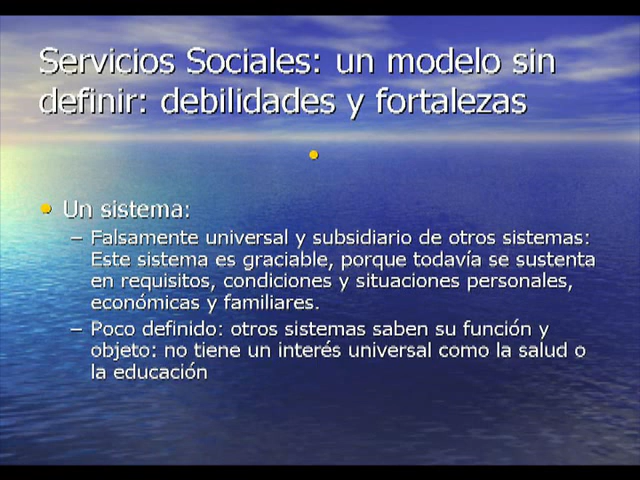 Servicios Sociales: un modelo sin
definir: debilidades y fortalezas
•
• Un sistema:
– Falsamente universal y subsidiario de otros sistemas:
Este sistema es graciable, porque todavía se sustenta
en requisitos, condiciones y situaciones personales,
económicas y familiares.
– Poco definido: otros sistemas saben su función y
objeto: no tiene un interés universal como la salud o
la educación